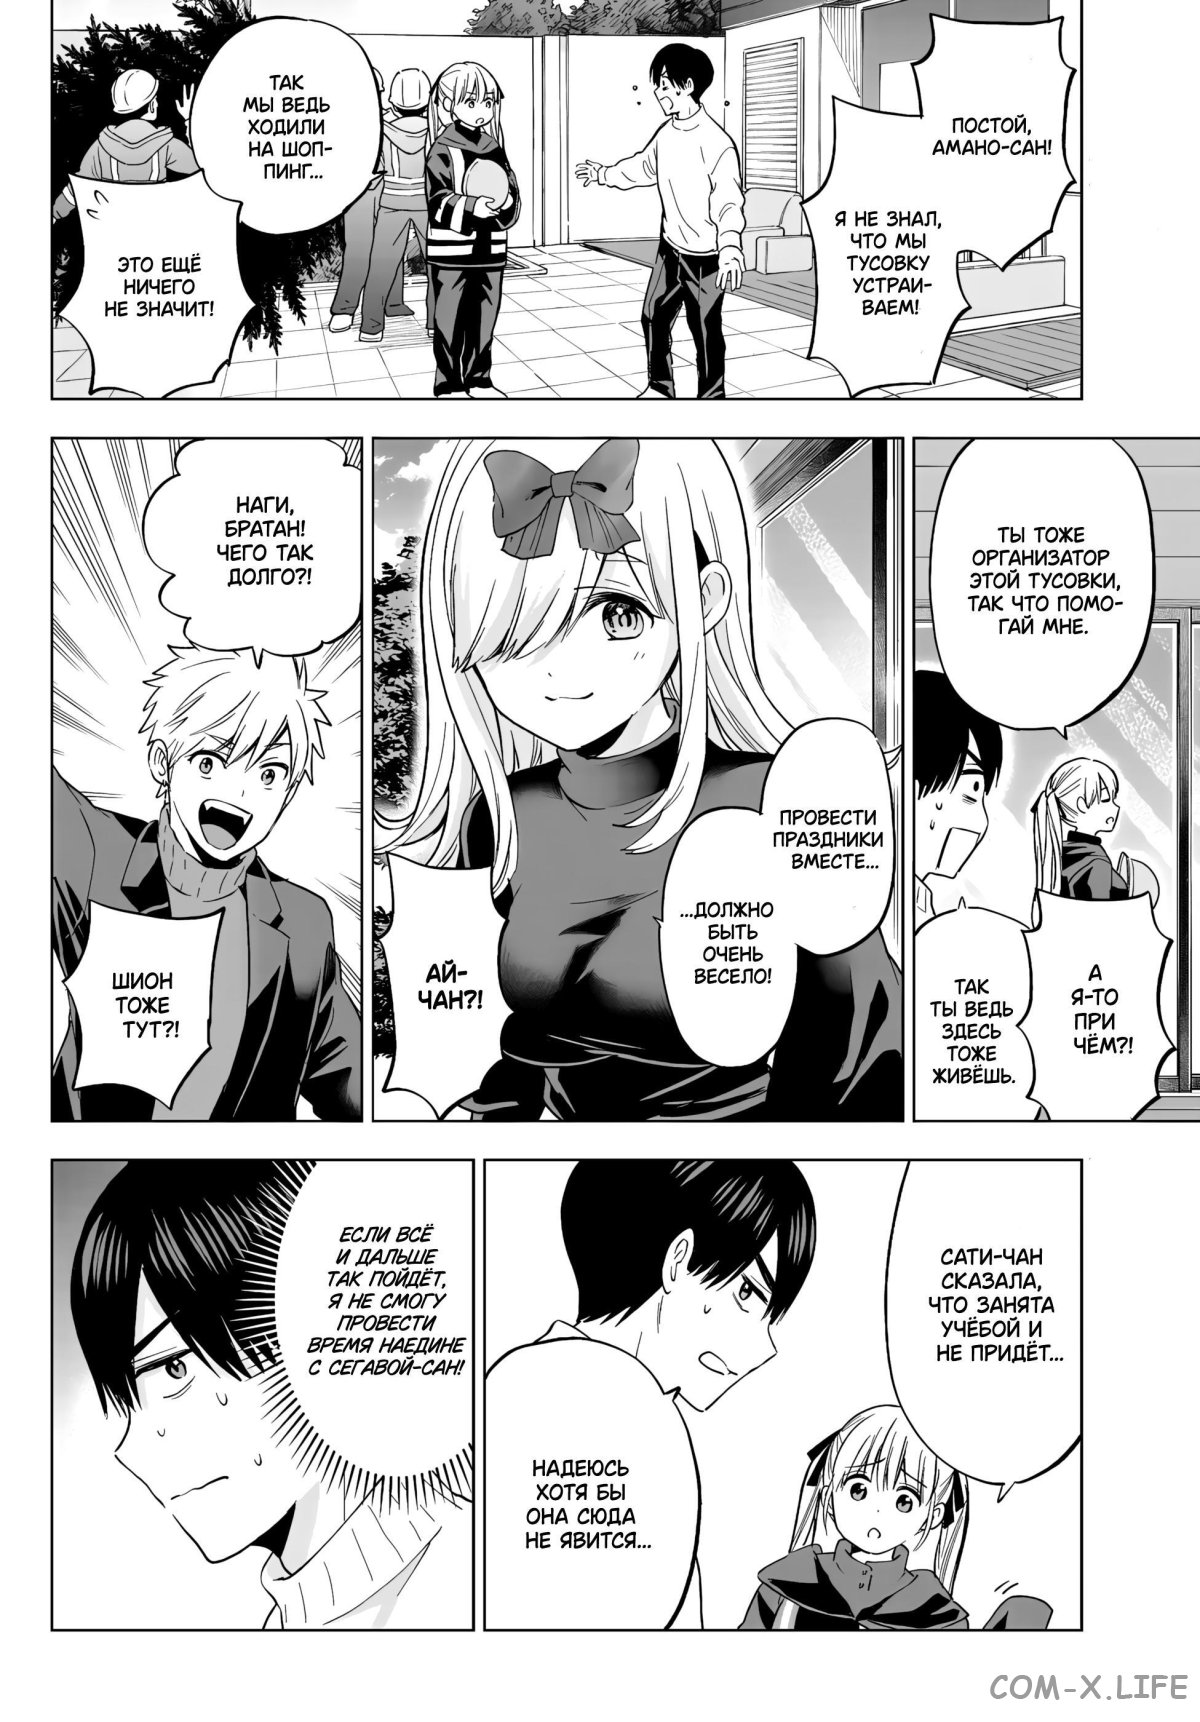 ПОСТОЙ,
АМАНО-САН!
Я НЕ ЗНАЛ,
ЧТО МЫ
ТУСОВКУ
УСТРАИ-
ВАЕМ!
ТАК
МЫ ВЕДЬ
ХОДИЛИ
НА ШОП-
ПИНГ...
ЭТО ЕЩЁ
НИЧЕГО
НЕ ЗНАЧИТ!
ТЫ ТОЖЕ
ОРГАНИЗАТОР
ЭТОЙ ТУСОВКИ,
ТАК ЧТО ПОМО-
ГАЙ МНЕ.
А
Я-ТО
ПРИ
ЧЁМ?!
ТАК
ТЫ ВЕДЬ
ЗДЕСЬ
ТОЖЕ
ЖИВЁШЬ.
ПРОВЕСТИ
ПРАЗДНИКИ
ВМЕСТЕ...
...ДОЛЖНО
БЫТЬ
ОЧЕНЬ
ВЕСЕЛО!
АЙ-
ЧАН?!
НАГИ,
БРАТАН!
ЧЕГО ТАК
ДОЛГО?!
ШИОН
ТОЖЕ
ТУТ?!
САТИ-ЧАН
СКАЗАЛА,
ЧТО ЗАНЯТА
УЧЁБОЙ И
НЕ ПРИДЁТ...
НАДЕЮСЬ
ХОТЯ БЫ
ОНА СЮДА
НЕ ЯВИТСЯ...
ЕСЛИ ВСЁ
И ДАЛЬШЕ
ТАК ПОЙДЁТ,
Я НЕ СМОГУ
ПРОВЕСТИ
ВРЕМЯ НАЕДИНЕ
С СЕГАВОЙ-САН!
COM-X.LIFE